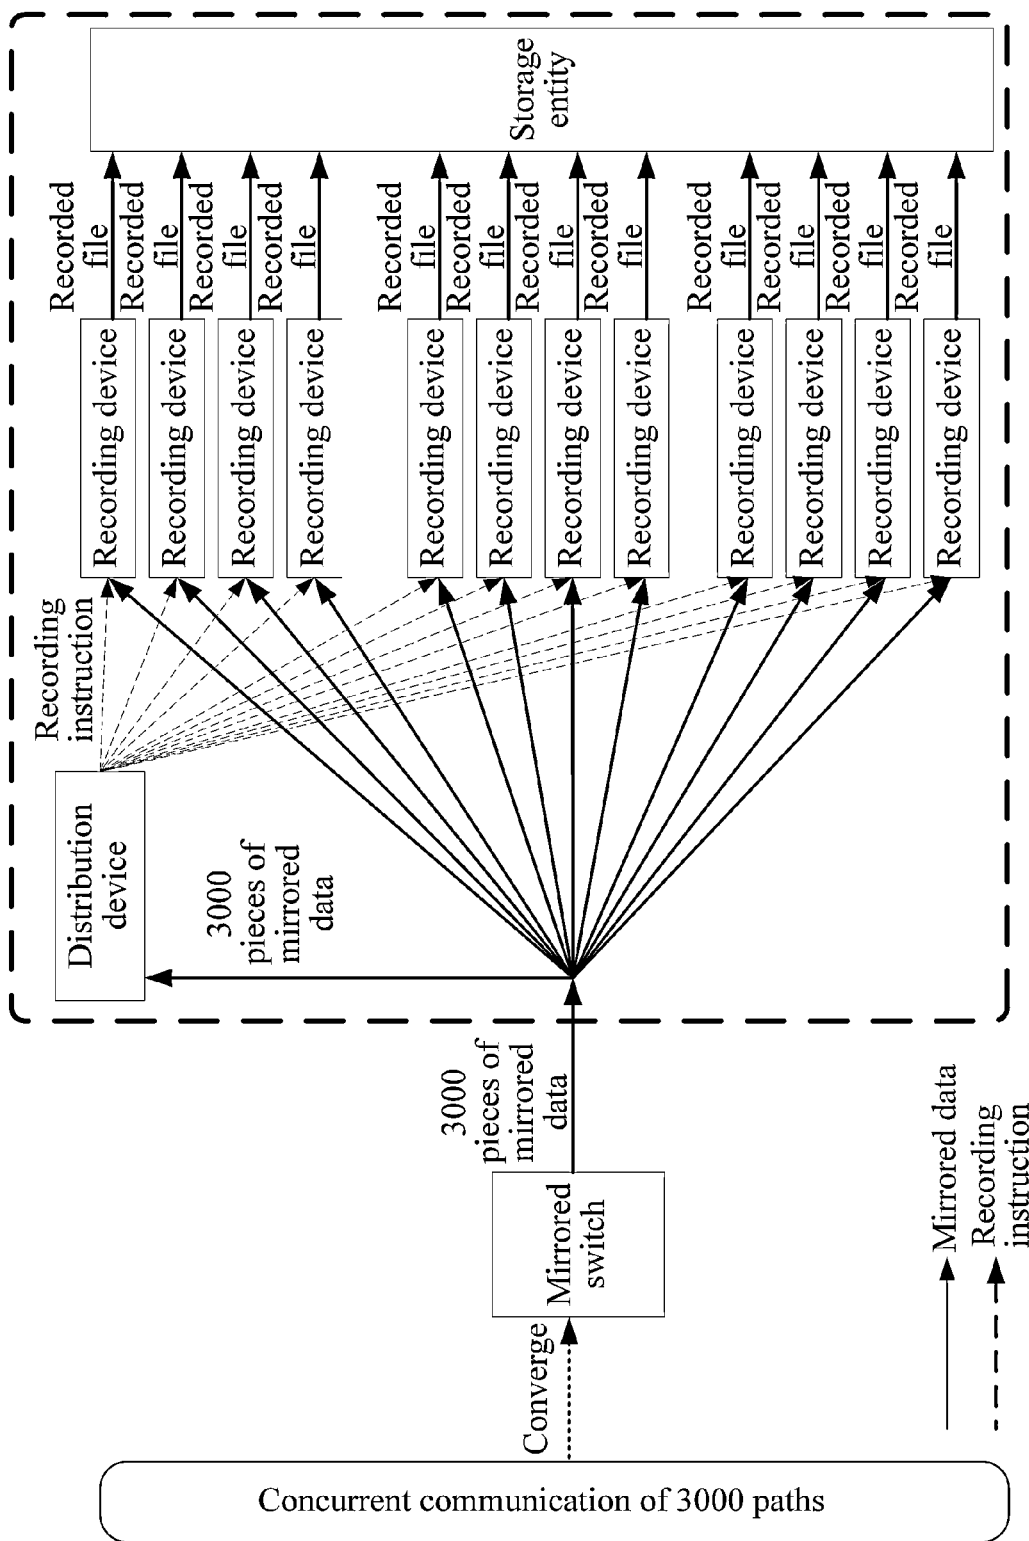 Concurrent communication of 3000 paths
Converge
Mirrored
switch
3000
pieces of
mirrored
data
3000
pieces of
mirrored
data
Distribution
device
Recording
instruction
Recording device
Recorded
file
Recording device
Recorded
file
Recording device
Recorded
file
Recording device
Recorded
file
Recording device
Recorded
file
Recording device
Recorded
file
Recording device
Recorded
file
Recording device
Recorded
file
Recording device
Recorded
file
Recording device
Recorded
file
Recording device
Recorded
file
Recording device
Recorded
file
Storage
entity
Mirrored data
Recording
instruction